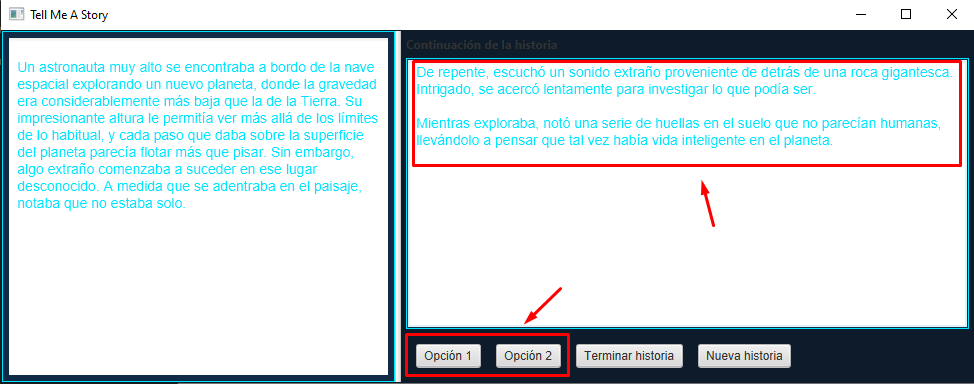 Tell Me A Story
Un astronauta muy alto se encontraba a bordo de la nave
espacial explorando un nuevo planeta, donde la gravedad
era considerablemente más baja que la de la Tierra. Su
impresionante altura le permitía ver más allá de los límites
de lo habitual, y cada paso que daba sobre la superficie
del planeta parecía flotar más que pisar. Sin embargo,
algo extraño comenzaba a suceder en ese lugar
desconocido. A medida que se adentraba en el paisaje,
notaba que no estaba solo.
Continuación de la historia
De repente, escuchó un sonido extraño proveniente de detrás de una roca gigantesca.
Intrigado, se acercó lentamente para investigar lo que podía ser.
Mientras exploraba, notó una serie de huellas en el suelo que no parecían humanas,
llevándolo a pensar que tal vez había vida inteligente en el planeta.
Opción 1 Opción 2 Terminar historia Nueva historia